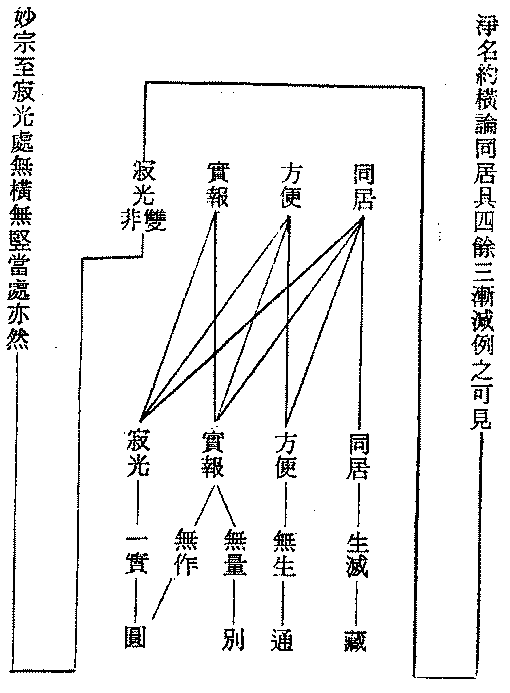 淨名約橫論同居具四餘三漸減例之可見
同居
方便
實報
寂光
雙非
同居
方便
實報
寂光
生滅
無生
無量
無作
一實
藏
通
別
圓
妙宗至寂光處無橫無竪當處亦然